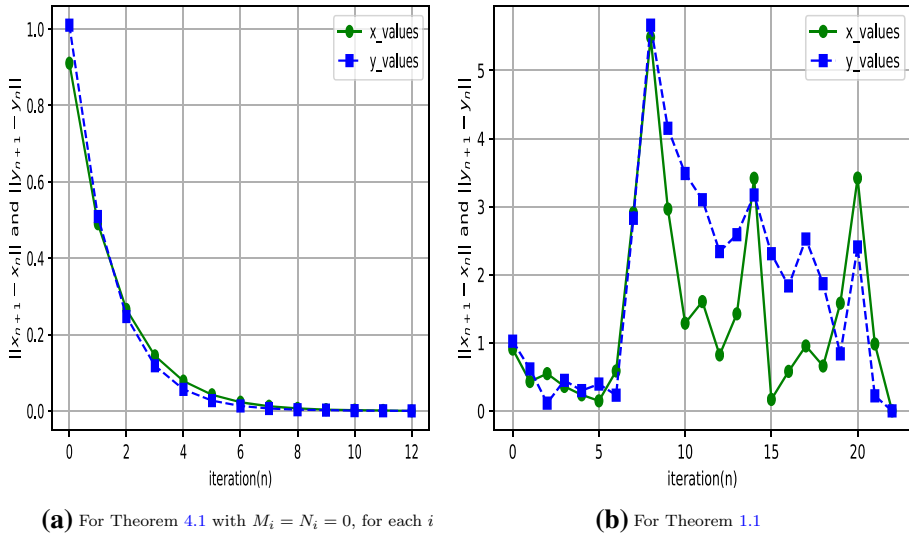 ||x_{n+1} − x_n|| and ||y_{n+1} − y_n||
1.0
0.8
0.6
0.4
0.2
0.0
x_values
y_values
0 2 4 6 8 10 12
iteration(n)
(a) For Theorem 4.1 with M_i = N_i = 0, for each i
||x_{n+1} − x_n|| and ||y_{n+1} − y_n||
5
4
3
2
1
0
x_values
y_values
0 5 10 15 20
iteration(n)
(b) For Theorem 1.1